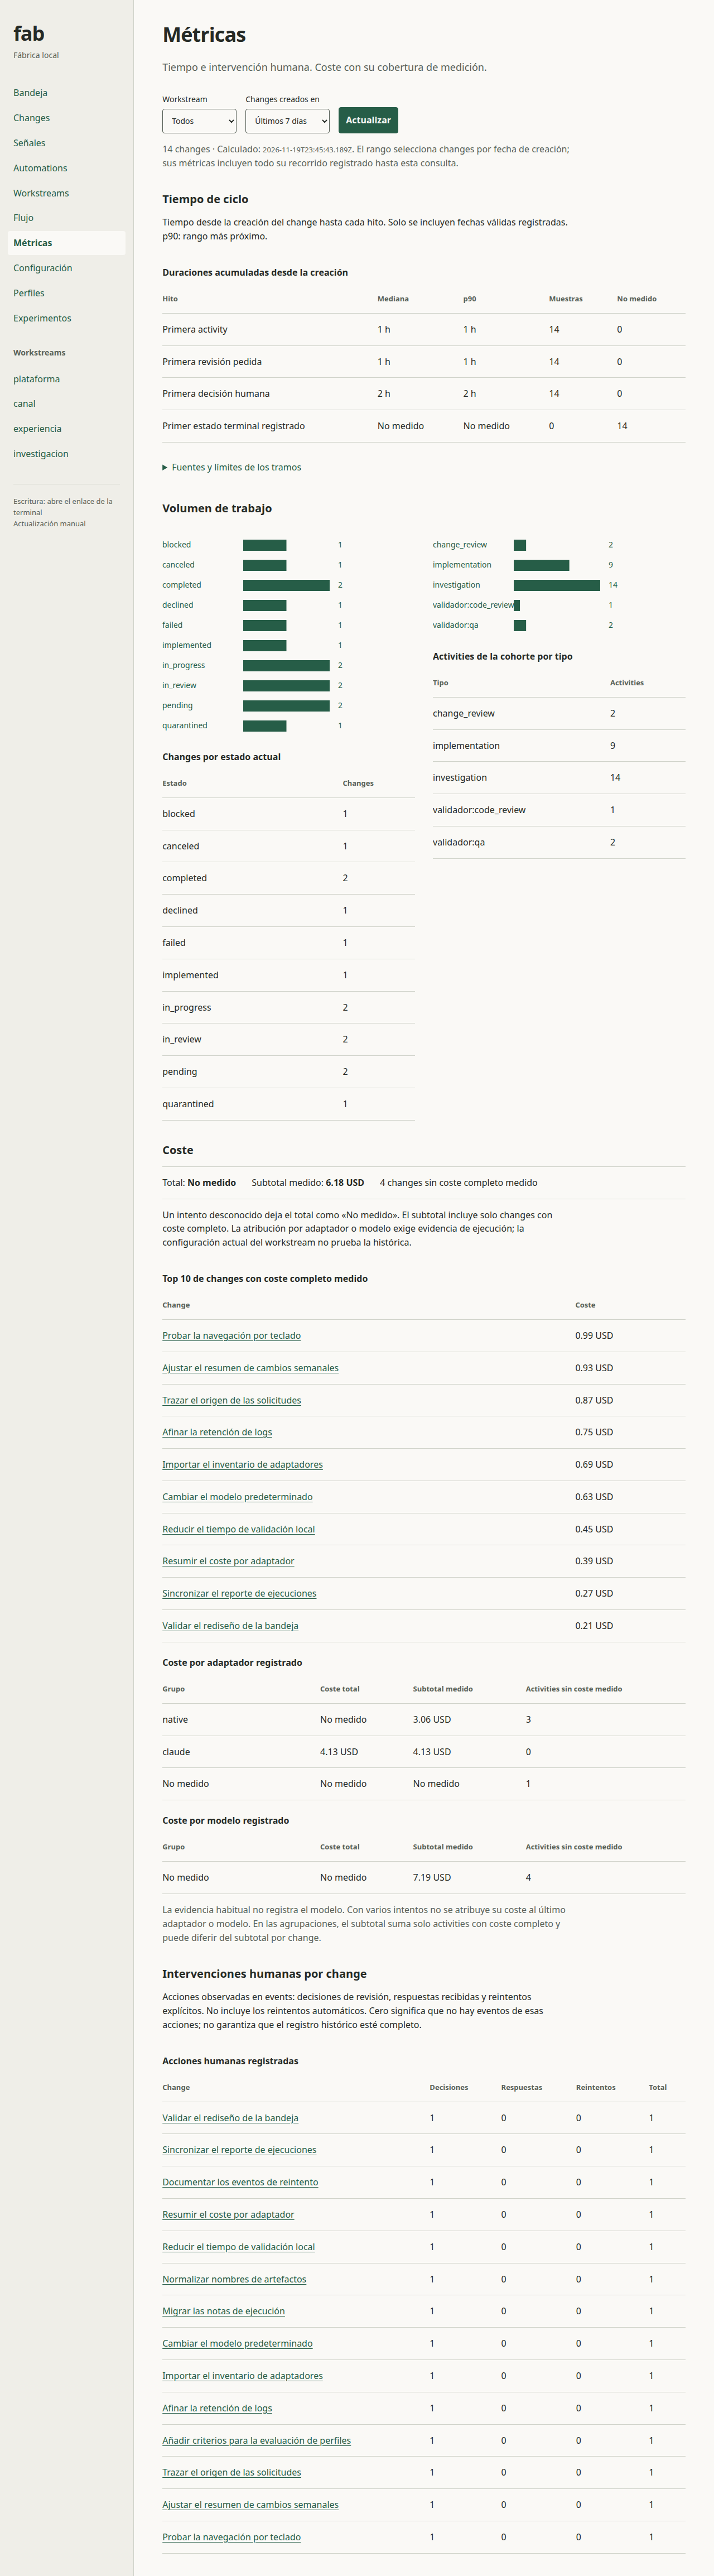 fab
Fábrica local
Bandeja
Changes
Señales
Automations
Workstreams
Flujo
Métricas
Configuración
Perfiles
Experimentos
Workstreams
plataforma
canal
experiencia
investigacion
Escritura: abre el enlace de la
terminal
Actualización manual
Métricas
Tiempo e intervención humana. Coste con su cobertura de medición.
Workstream
Changes creados en
Todos
Últimos 7 días
Actualizar
14 changes · Calculado: 2026-11-19T23:45:43.189Z. El rango selecciona changes por fecha de creación;
sus métricas incluyen todo su recorrido registrado hasta esta consulta.
Tiempo de ciclo
Tiempo desde la creación del change hasta cada hito. Solo se incluyen fechas válidas registradas.
p90: rango más próximo.
Duraciones acumuladas desde la creación
Hito Mediana p90 Muestras No medido
Primera activity 1 h 1 h 14 0
Primera revisión pedida 1 h 1 h 14 0
Primera decisión humana 2 h 2 h 14 0
Primer estado terminal registrado No medido No medido 0 14
Fuentes y límites de los tramos
Volumen de trabajo
blocked 1
canceled 1
completed 2
declined 1
failed 1
implemented 1
in_progress 2
in_review 2
pending 2
quarantined 1
Changes por estado actual
Estado Changes
blocked 1
canceled 1
completed 2
declined 1
failed 1
implemented 1
in_progress 2
in_review 2
pending 2
quarantined 1
change_review 2
implementation 9
investigation 14
validador:code_review 1
validador:qa 2
Activities de la cohorte por tipo
Tipo Activities
change_review 2
implementation 9
investigation 14
validador:code_review 1
validador:qa 2
Coste
Total: No medido Subtotal medido: 6.18 USD 4 changes sin coste completo medido
Un intento desconocido deja el total como «No medido». El subtotal incluye solo changes con
coste completo. La atribución por adaptador o modelo exige evidencia de ejecución; la
configuración actual del workstream no prueba la histórica.
Top 10 de changes con coste completo medido
Change Coste
Probar la navegación por teclado 0.99 USD
Ajustar el resumen de cambios semanales 0.93 USD
Trazar el origen de las solicitudes 0.87 USD
Afinar la retención de logs 0.75 USD
Importar el inventario de adaptadores 0.69 USD
Cambiar el modelo predeterminado 0.63 USD
Reducir el tiempo de validación local 0.45 USD
Resumir el coste por adaptador 0.39 USD
Sincronizar el reporte de ejecuciones 0.27 USD
Validar el rediseño de la bandeja 0.21 USD
Coste por adaptador registrado
Grupo Coste total Subtotal medido Activities sin coste medido
native No medido 3.06 USD 3
claude 4.13 USD 4.13 USD 0
No medido No medido No medido 1
Coste por modelo registrado
Grupo Coste total Subtotal medido Activities sin coste medido
No medido No medido 7.19 USD 4
La evidencia habitual no registra el modelo. Con varios intentos no se atribuye su coste al último
adaptador o modelo. En las agrupaciones, el subtotal suma solo activities con coste completo y
puede diferir del subtotal por change.
Intervenciones humanas por change
Acciones observadas en events: decisiones de revisión, respuestas recibidas y reintentos
explícitos. No incluye los reintentos automáticos. Cero significa que no hay eventos de esas
acciones; no garantiza que el registro histórico esté completo.
Acciones humanas registradas
Change Decisiones Respuestas Reintentos Total
Validar el rediseño de la bandeja 1 0 0 1
Sincronizar el reporte de ejecuciones 1 0 0 1
Documentar los eventos de reintento 1 0 0 1
Resumir el coste por adaptador 1 0 0 1
Reducir el tiempo de validación local 1 0 0 1
Normalizar nombres de artefactos 1 0 0 1
Migrar las notas de ejecución 1 0 0 1
Cambiar el modelo predeterminado 1 0 0 1
Importar el inventario de adaptadores 1 0 0 1
Afinar la retención de logs 1 0 0 1
Añadir criterios para la evaluación de perfiles 1 0 0 1
Trazar el origen de las solicitudes 1 0 0 1
Ajustar el resumen de cambios semanales 1 0 0 1
Probar la navegación por teclado 1 0 0 1